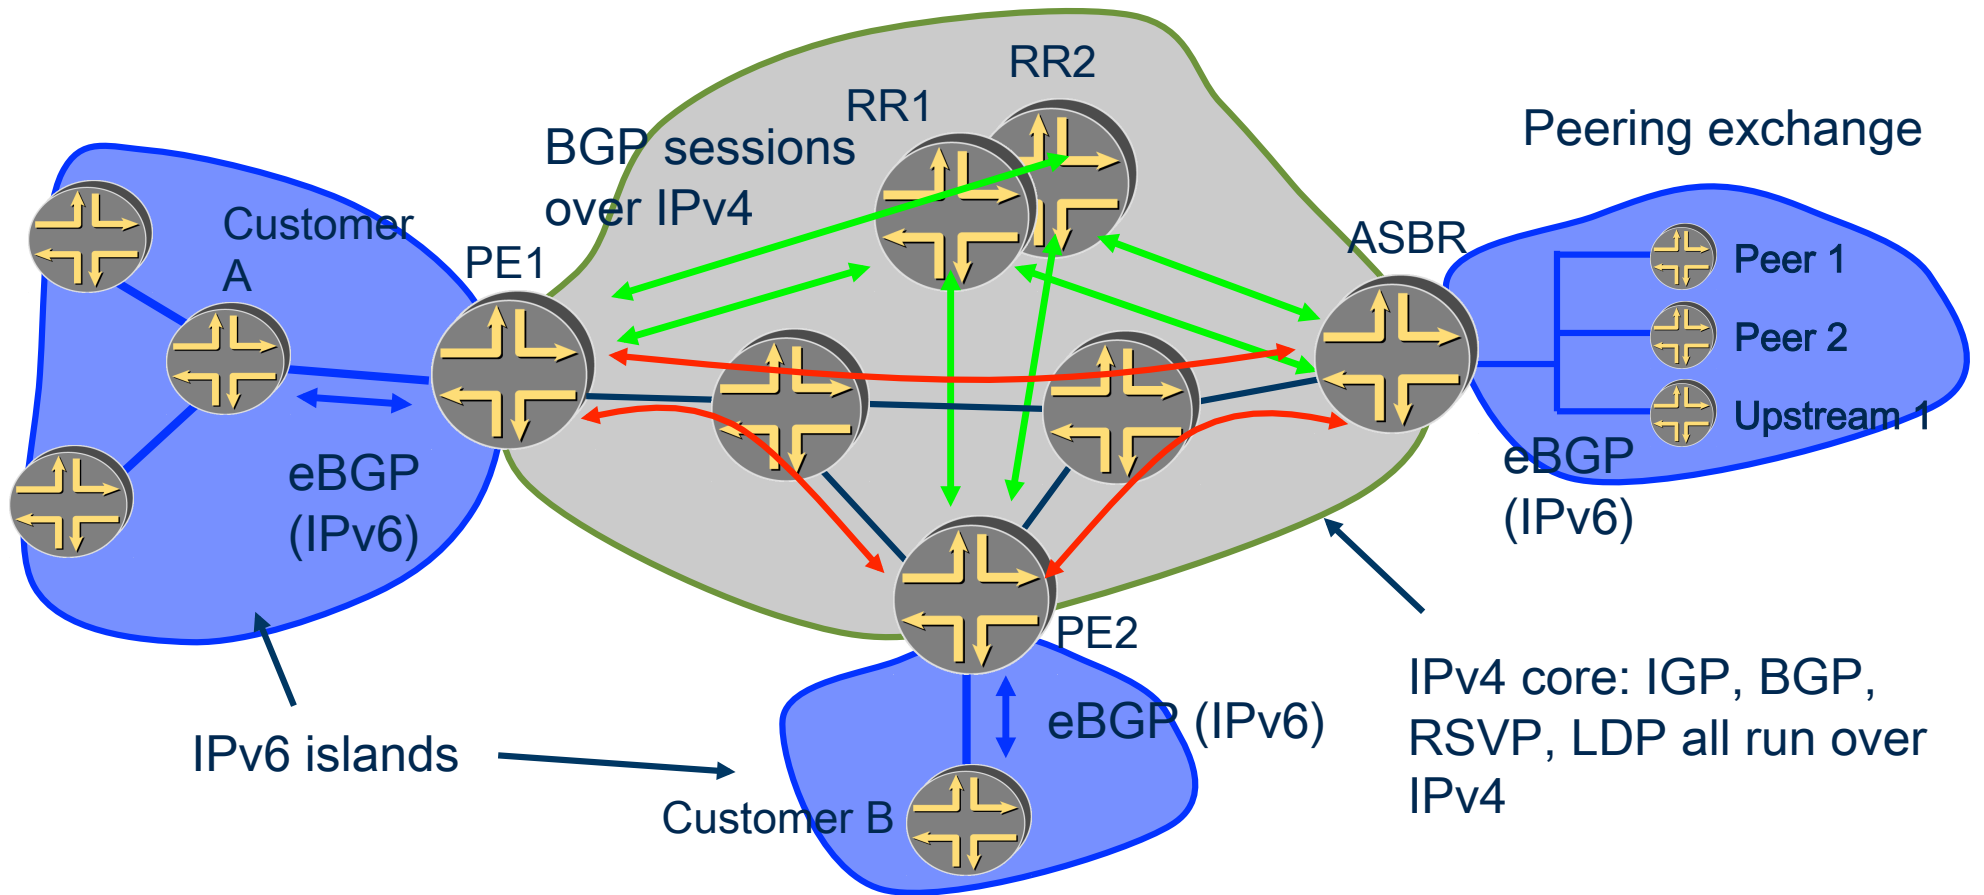 RR2
RR1
BGP sessions
over IPv4
Peering exchange
Customer
A
PE1
ASBR
Peer 1
Peer 2
Upstream 1
eBGP
(IPv6)
eBGP
(IPv6)
PE2
IPv4 core: IGP, BGP,
RSVP, LDP all run over
IPv4
eBGP (IPv6)
IPv6 islands
Customer B